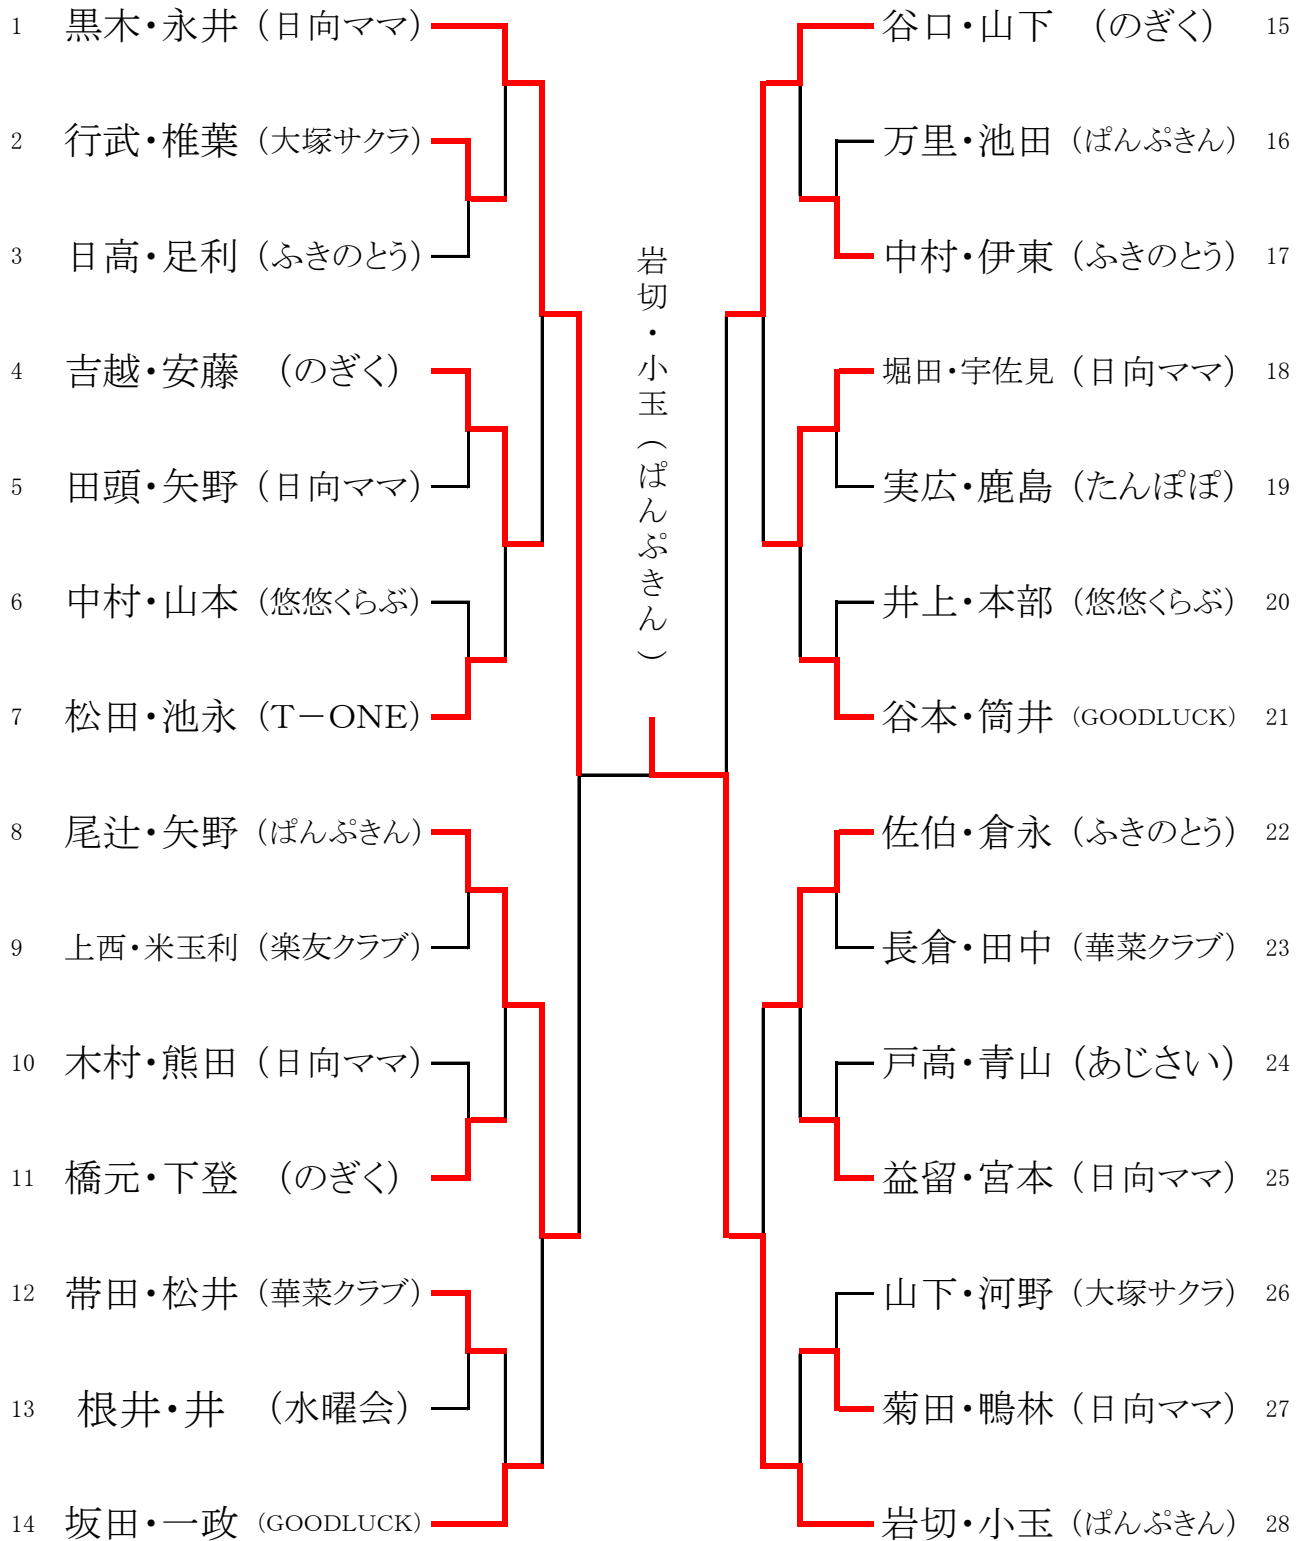 1 黒木・永井 (日向ママ)
2 行武・椎葉 (大塚サクラ)
3 日高・足利 (ふきのとう)
4 吉越・安藤 (のぎく)
5 田頭・矢野 (日向ママ)
6 中村・山本 (悠悠くらぶ)
7 松田・池永 (T－ONE)
8 尾辻・矢野 (ぱんぷきん)
9 上西・米玉利 (楽友クラブ)
10 木村・熊田 (日向ママ)
11 橋元・下登 (のぎく)
12 帯田・松井 (華菜クラブ)
13 根井・井 (水曜会)
14 坂田・一政 (GOODLUCK)
岩切・小玉(ぱんぷきん)
谷口・山下 (のぎく) 15
万里・池田 (ぱんぷきん) 16
中村・伊東 (ふきのとう) 17
堀田・宇佐見 (日向ママ) 18
実広・鹿島 (たんぽぽ) 19
井上・本部 (悠悠くらぶ) 20
谷本・筒井 (GOODLUCK) 21
佐伯・倉永 (ふきのとう) 22
長倉・田中 (華菜クラブ) 23
戸高・青山 (あじさい) 24
益留・宮本 (日向ママ) 25
山下・河野 (大塚サクラ) 26
菊田・鴨林 (日向ママ) 27
岩切・小玉 (ぱんぷきん) 28